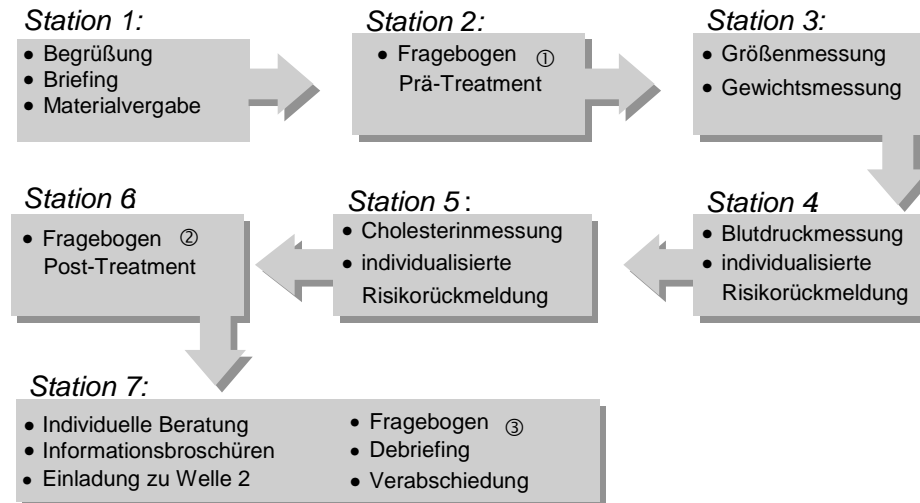 Station 1:
• Begrüßung
• Briefing
• Materialvergabe
Station 2:
• Fragebogen ①
Prä-Treatment
Station 3:
• Größenmessung
• Gewichtsmessung
Station 4
• Blutdruckmessung
• individualisierte
Risikorückmeldung
Station 5:
• Cholesterinmessung
• individualisierte
Risikorückmeldung
Station 6:
• Fragebogen ②
Post-Treatment
Station 7:
• Individuelle Beratung
• Informationsbroschüren
• Einladung zu Welle 2
• Fragebogen ③
• Debriefing
• Verabschiedung